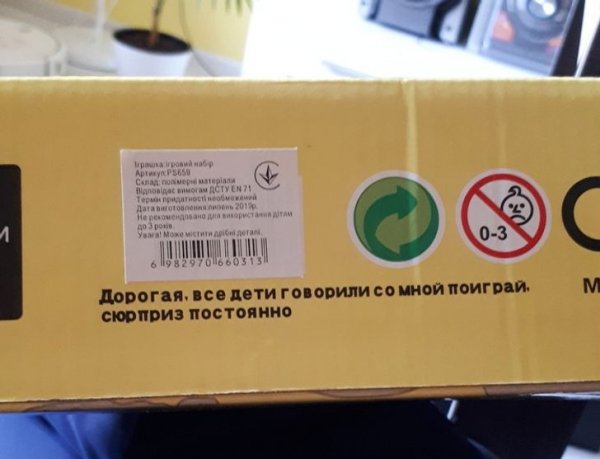 Іграшка:ігровий набір
Артикул:PS659
Склад: полімерні матеріали
Відповідає вимогам ДСТУ EN 71
Термін придатності необмежений
Дата виготовлення липень 2019р.
Не рекомендовано для використання дітям
до 3 років.
Увага! Може містити дрібні деталі.
6 982970 660313
0-3
Дорогая, все дети говорили со мной поиграй,
сюрприз постоянно